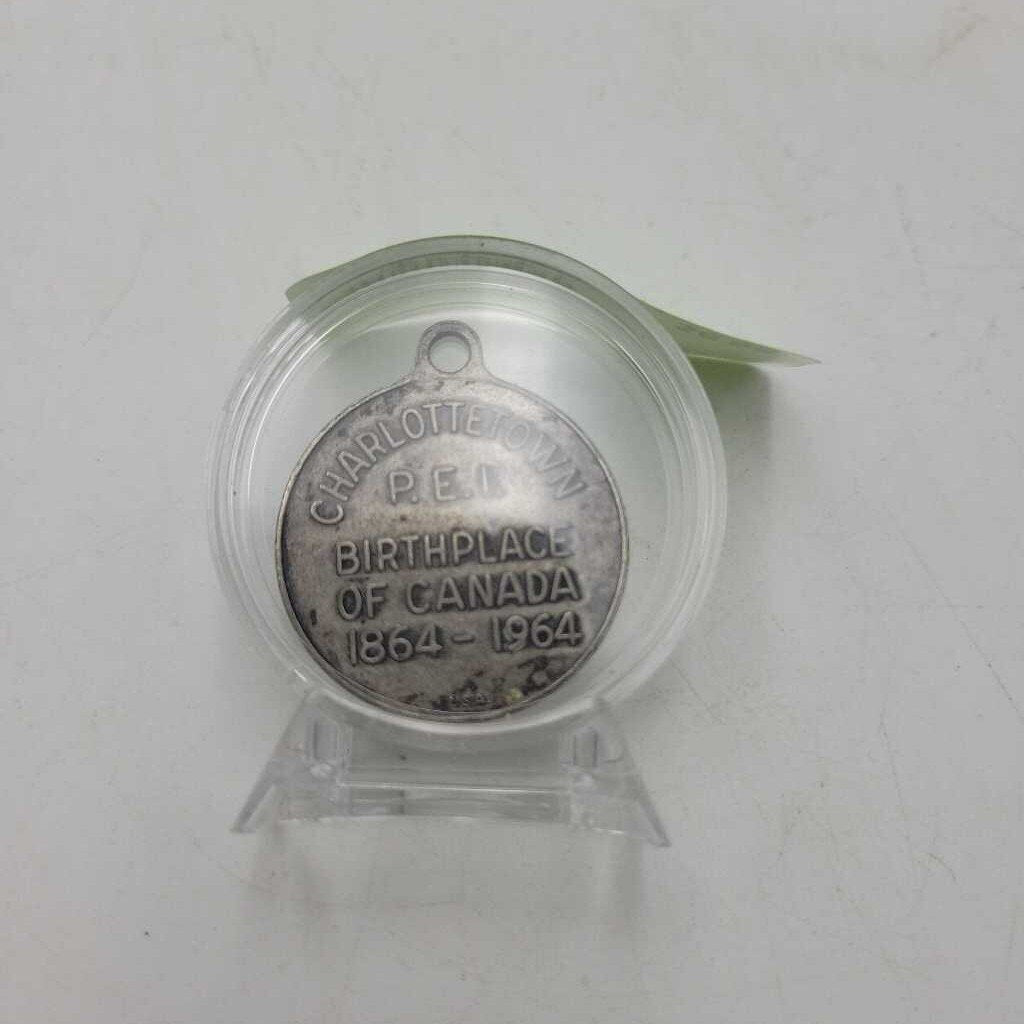 CHARLOTTETOWN
P.E.I.
BIRTHPLACE
OF CANADA
1864 - 1964